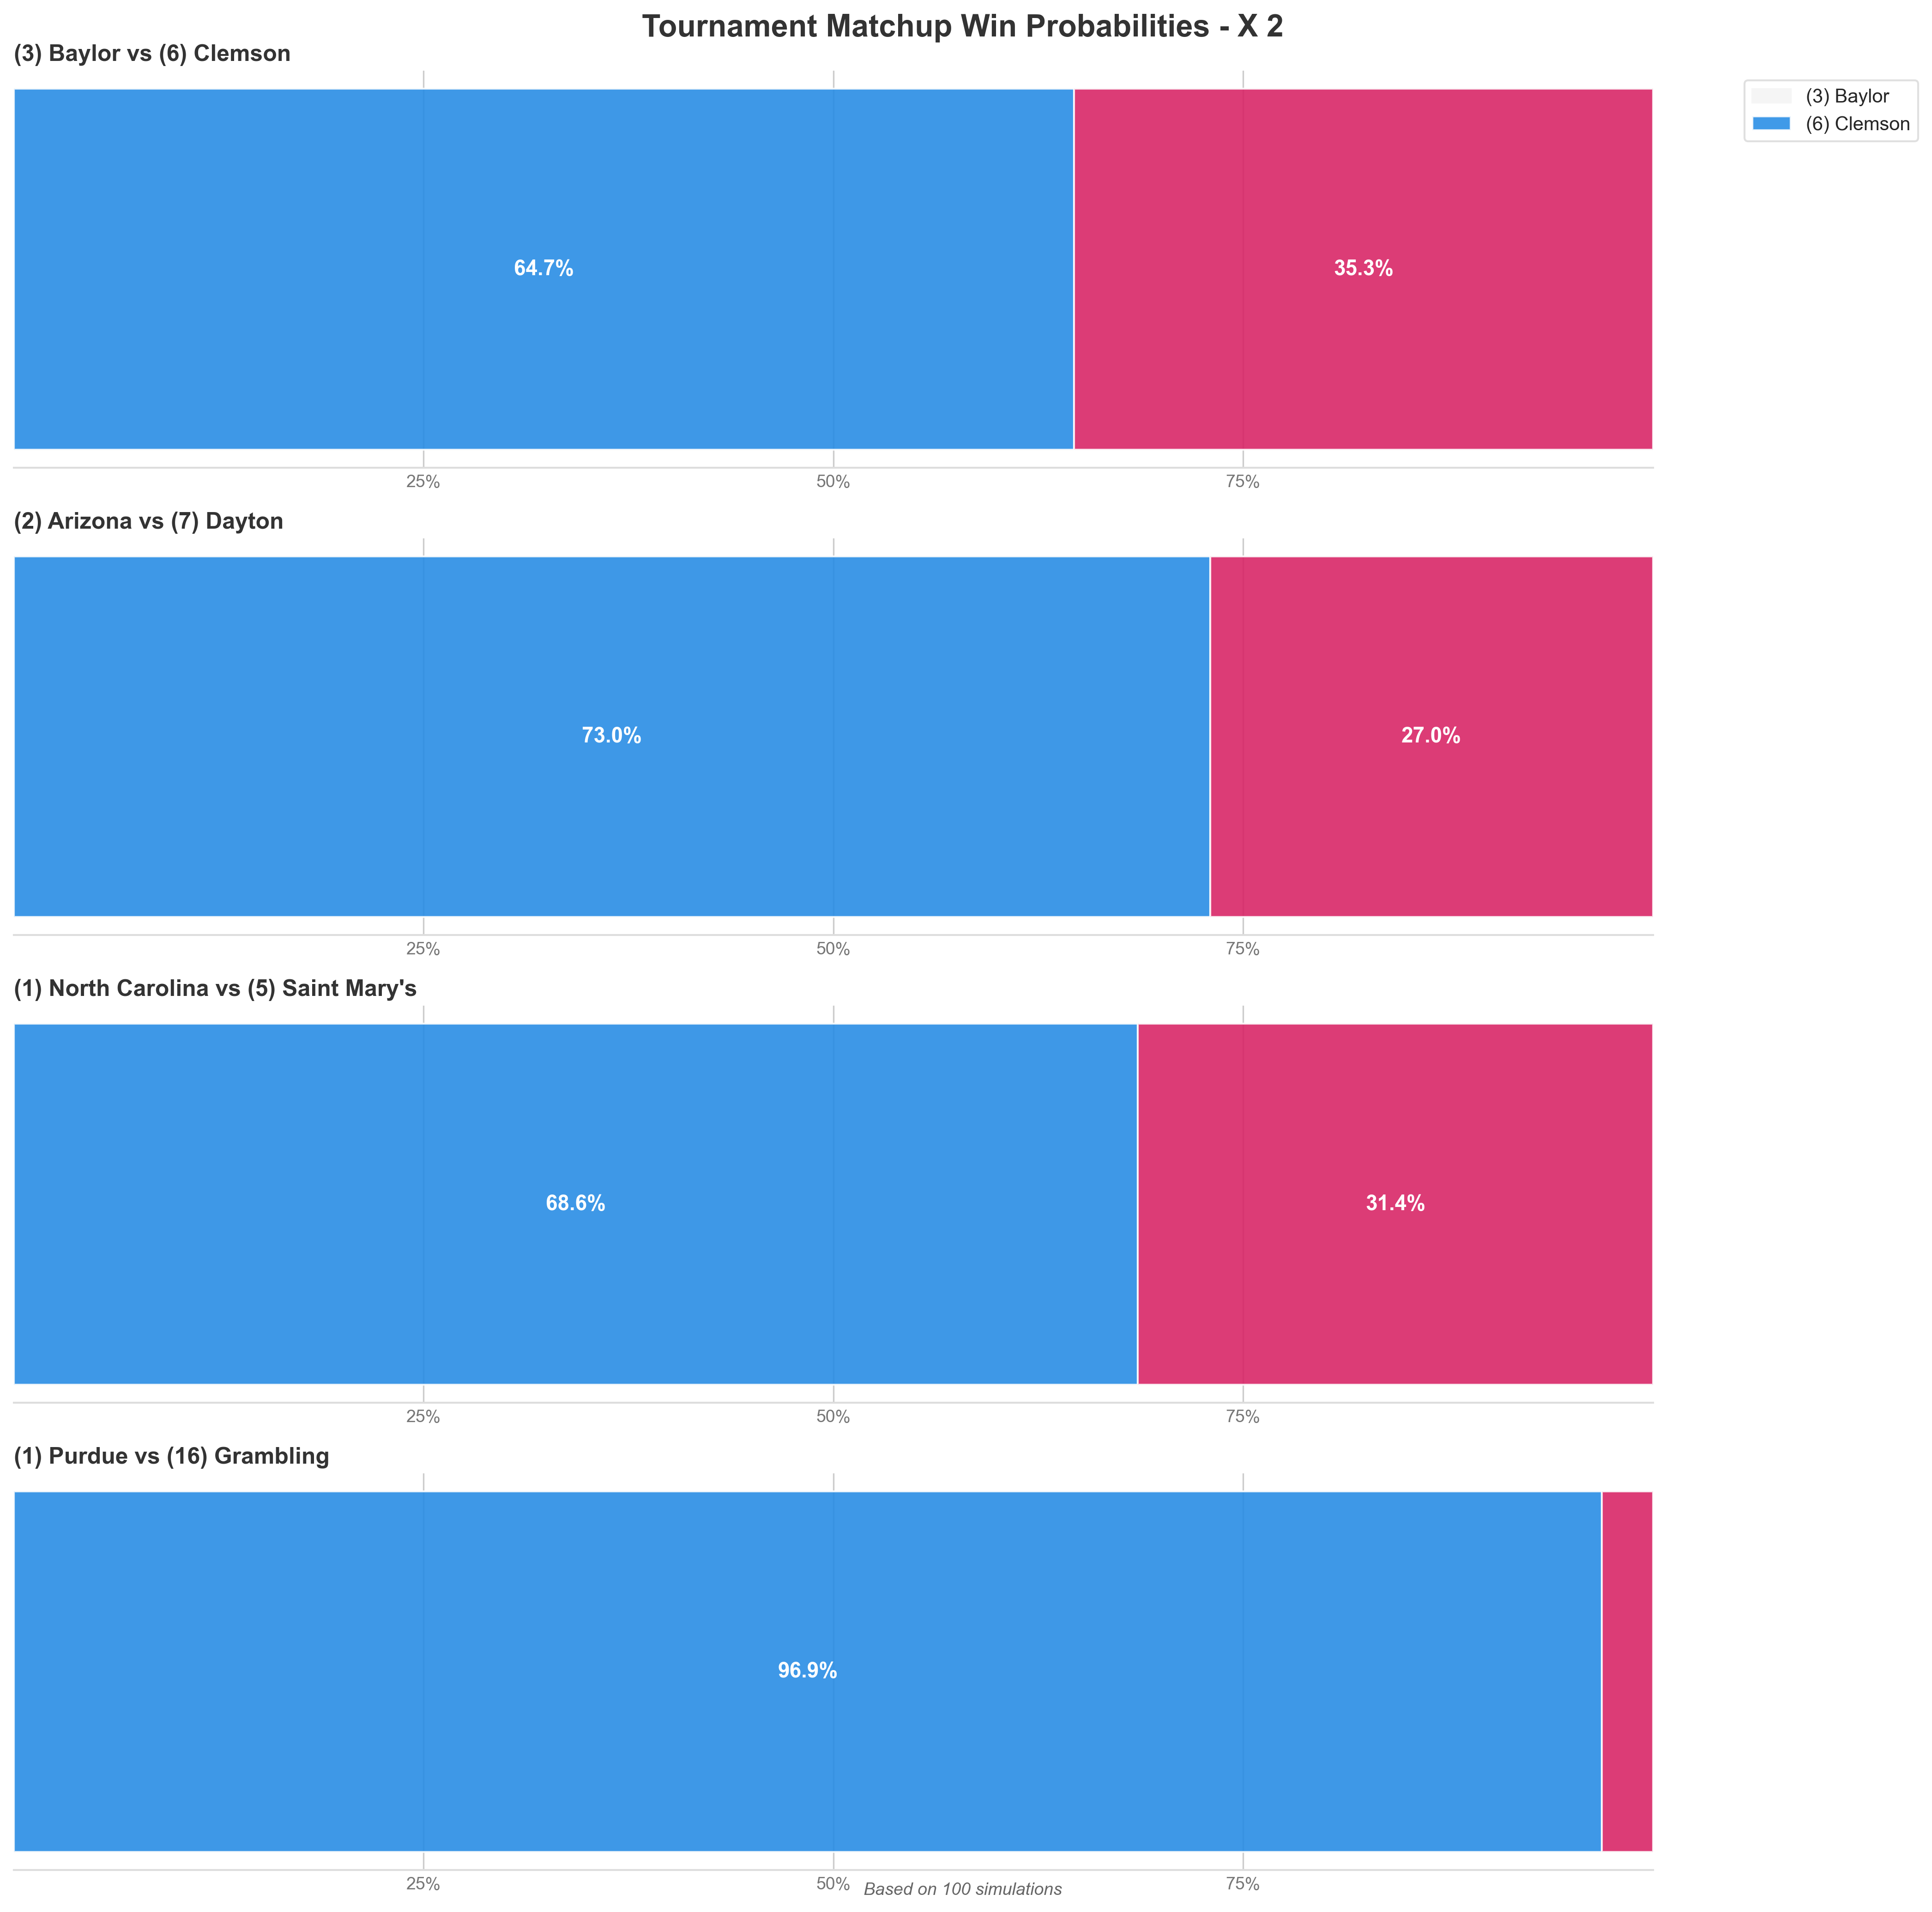 Tournament Matchup Win Probabilities - X 2
(3) Baylor vs (6) Clemson
(3) Baylor
(6) Clemson
64.7% 35.3%
25% 50% 75%
(2) Arizona vs (7) Dayton
73.0% 27.0%
25% 50% 75%
(1) North Carolina vs (5) Saint Mary's
68.6% 31.4%
25% 50% 75%
(1) Purdue vs (16) Grambling
96.9%
25% 50% 75%
Based on 100 simulations